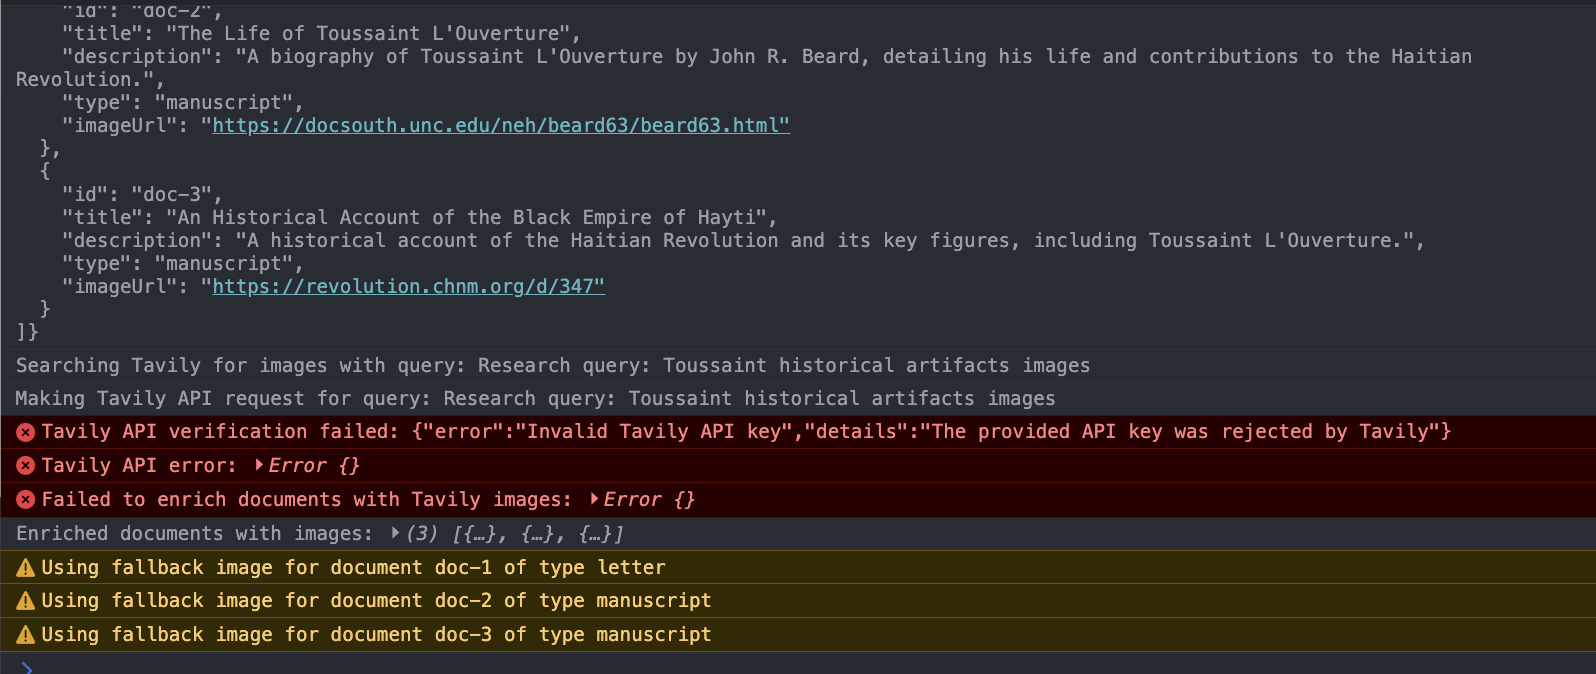 "id": "doc-2",
"title": "The Life of Toussaint L'Ouverture",
"description": "A biography of Toussaint L'Ouverture by John R. Beard, detailing his life and contributions to the Haitian
Revolution.",
"type": "manuscript",
"imageUrl": "https://docsouth.unc.edu/neh/beard63/beard63.html"
},
{
"id": "doc-3",
"title": "An Historical Account of the Black Empire of Hayti",
"description": "A historical account of the Haitian Revolution and its key figures, including Toussaint L'Ouverture.",
"type": "manuscript",
"imageUrl": "https://revolution.chnm.org/d/347"
}
]}
Searching Tavily for images with query: Research query: Toussaint historical artifacts images
Making Tavily API request for query: Research query: Toussaint historical artifacts images
Tavily API verification failed: {"error":"Invalid Tavily API key","details":"The provided API key was rejected by Tavily"}
Tavily API error: Error {}
Failed to enrich documents with Tavily images: Error {}
Enriched documents with images: (3) [{…}, {…}, {…}]
Using fallback image for document doc-1 of type letter
Using fallback image for document doc-2 of type manuscript
Using fallback image for document doc-3 of type manuscript